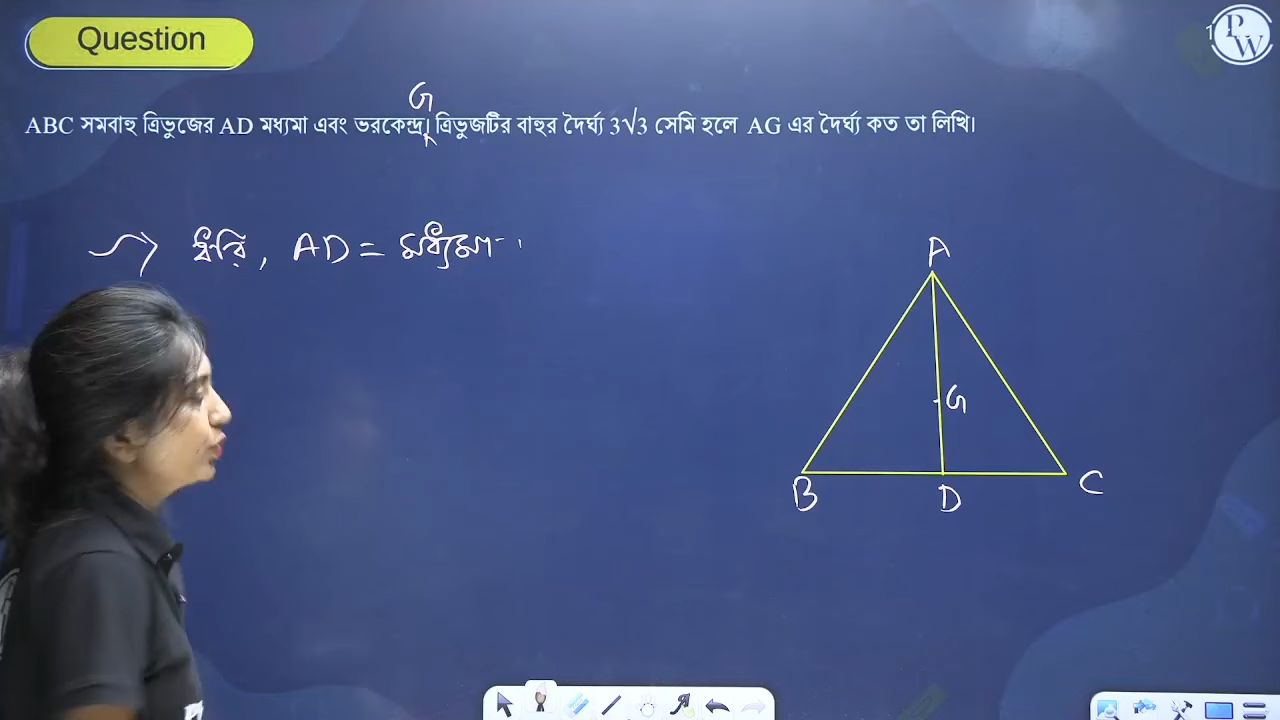 Question
G
ABC সমবাহু ত্রিভুজের AD মধ্যমা এবং ভরকেন্দ্র। ত্রিভুজটির বাহুর দৈর্ঘ্য 3√3 সেমি হলে AG এর দৈর্ঘ্য কত তা লিখি।
ধরি, AD = মধ্যমা
A
G
B D C
PW